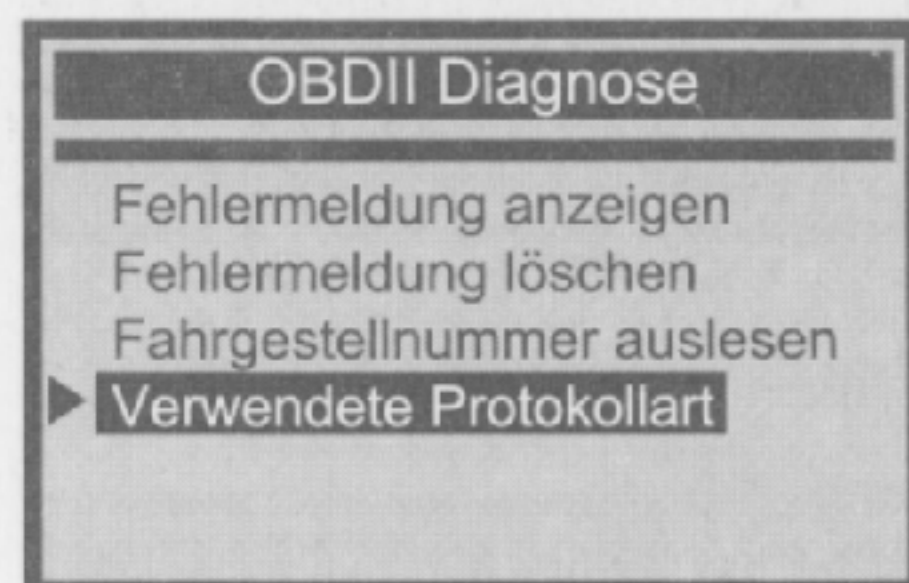 OBDII Diagnose
Fehlermeldung anzeigen
Fehlermeldung löschen
Fahrgestellnummer auslesen
Verwendete Protokollart